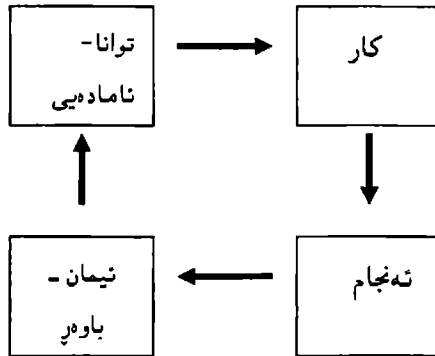 توانا-
ئامادەیی
کار
ئەنجام
ئیمان-
باوەڕ